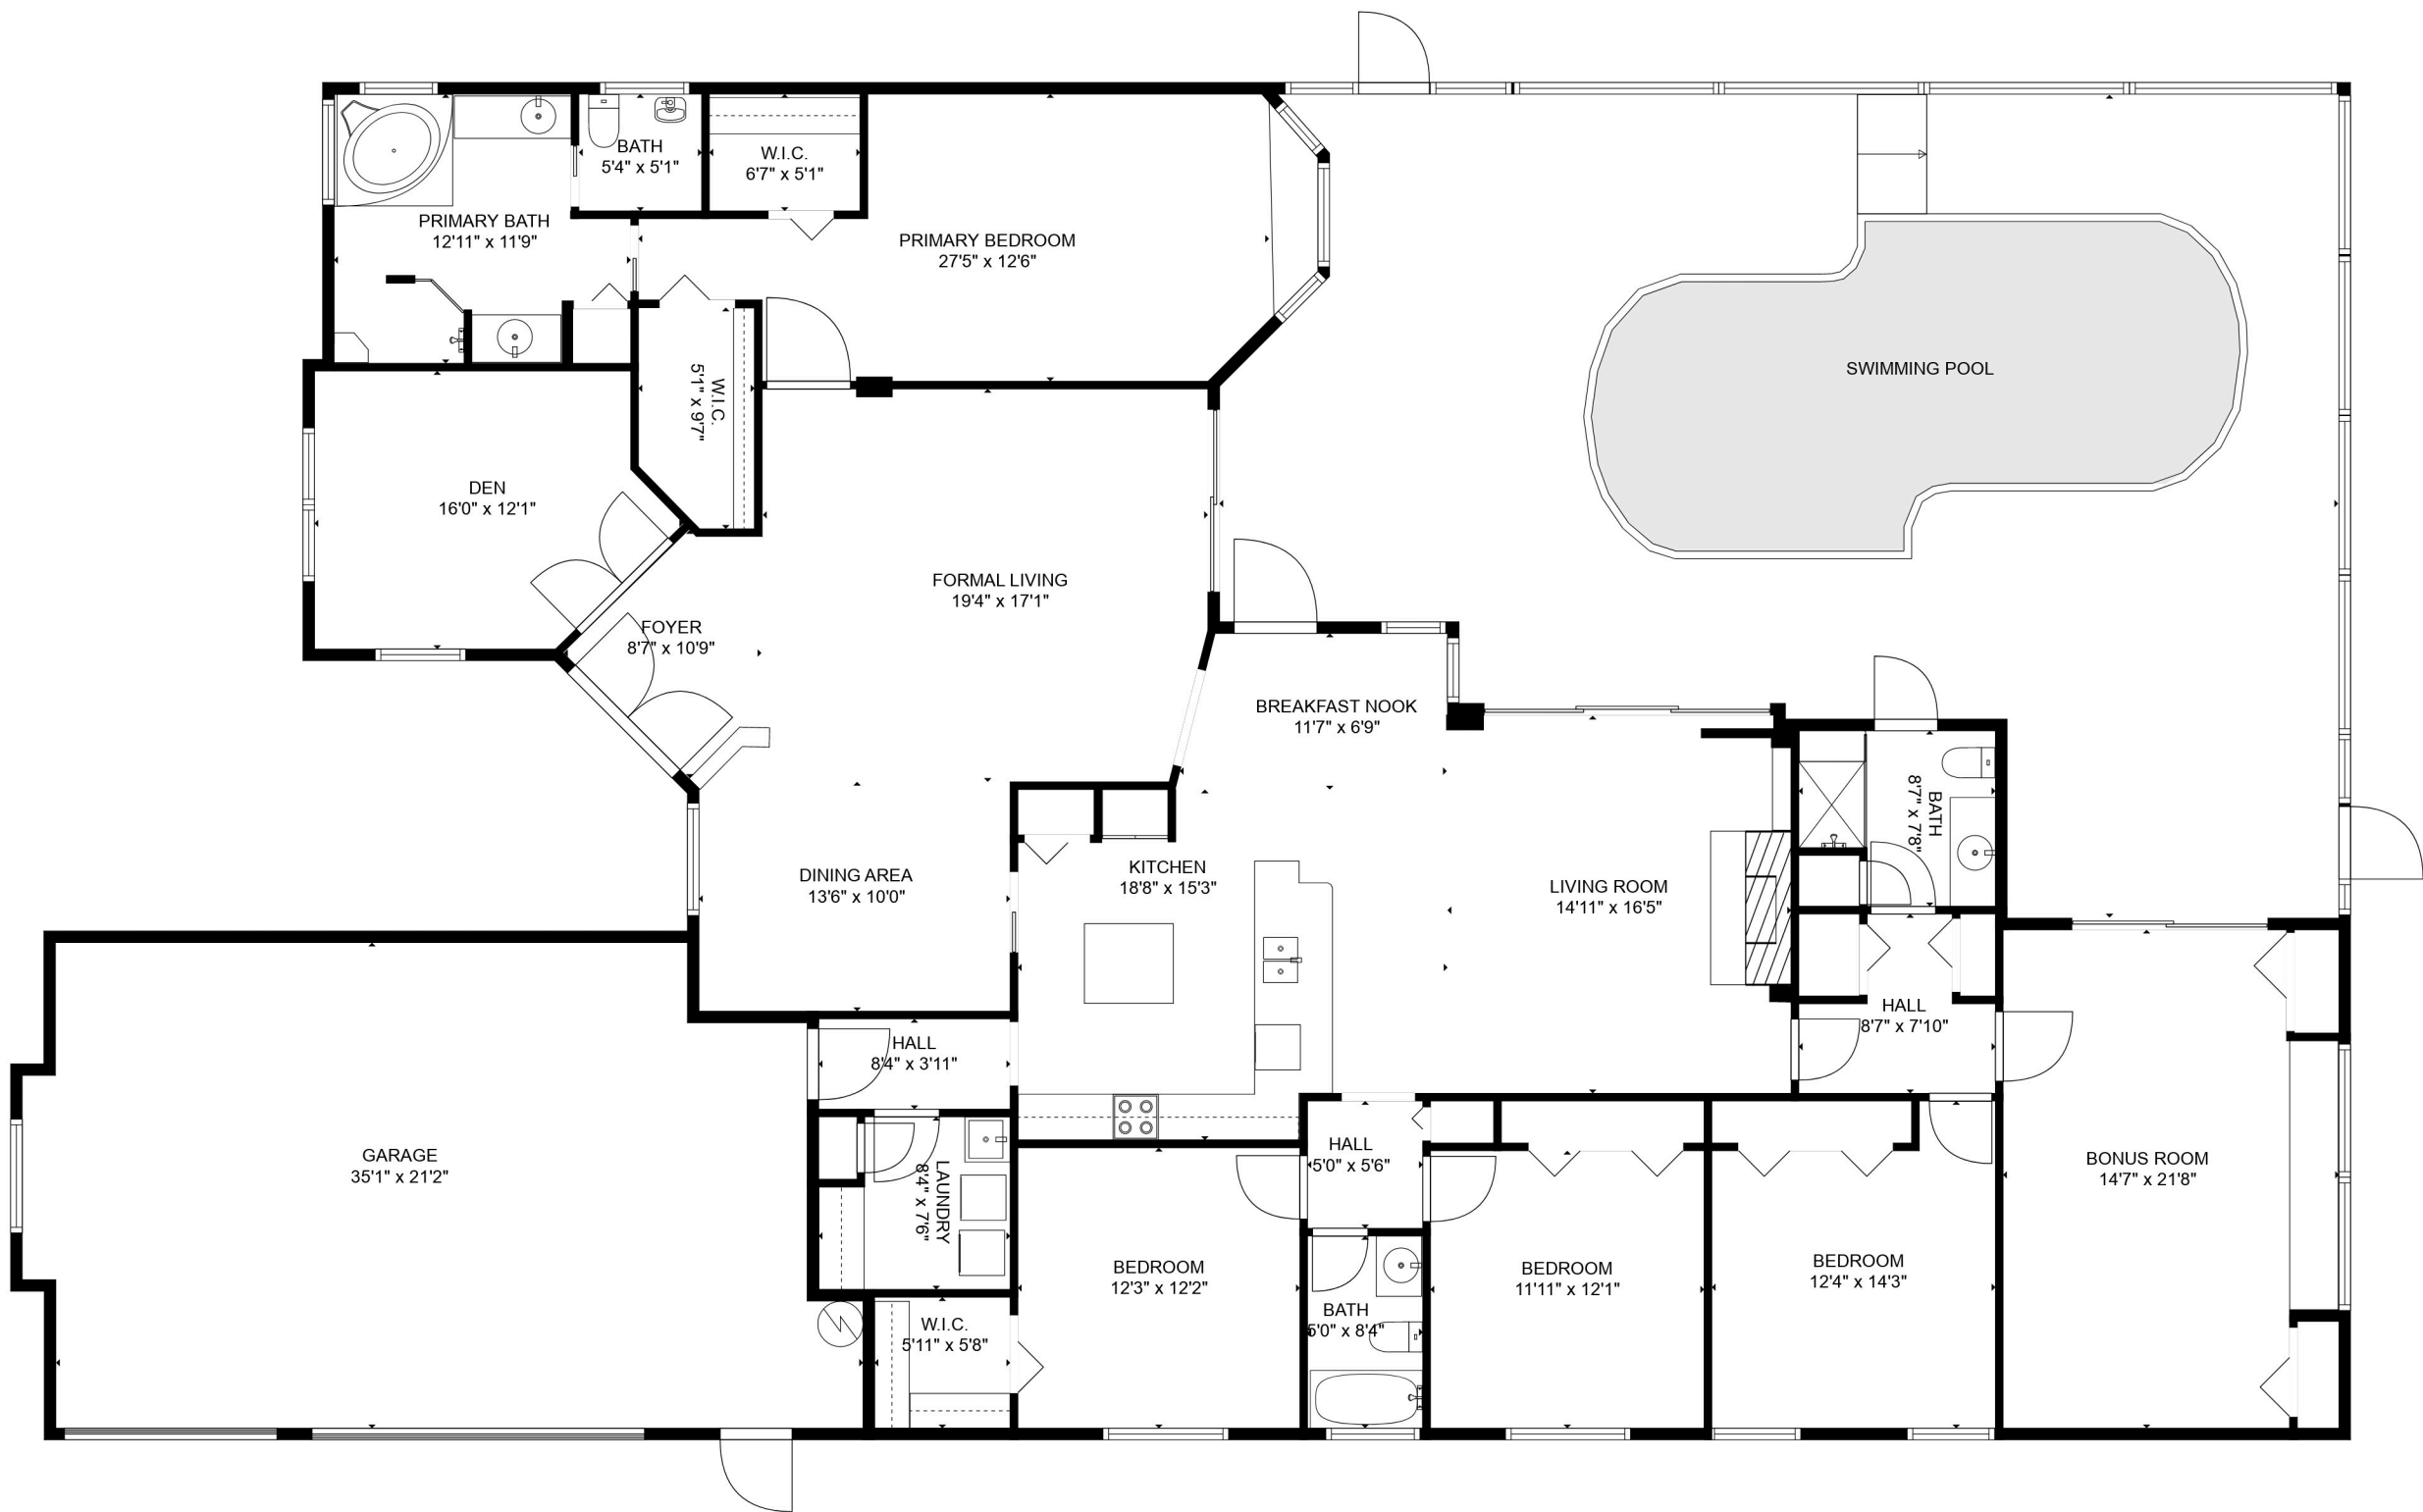 BATH
5'4" x 5'1"
W.I.C.
6'7" x 5'1"
PRIMARY BATH
12'11" x 11'9"
PRIMARY BEDROOM
27'5" x 12'6"
SWIMMING POOL
W.I.C.
5'1" x 9'7"
DEN
16'0" x 12'1"
FORMAL LIVING
19'4" x 17'1"
FOYER
8'7" x 10'9"
BREAKFAST NOOK
11'7" x 6'9"
BATH
8'7" x 7'8"
DINING AREA
13'6" x 10'0"
KITCHEN
18'8" x 15'3"
LIVING ROOM
14'11" x 16'5"
HALL
8'7" x 7'10"
HALL
8'4" x 3'11"
GARAGE
35'1" x 21'2"
LAUNDRY
8'4" x 7'6"
HALL
5'0" x 5'6"
BONUS ROOM
14'7" x 21'8"
BEDROOM
12'3" x 12'2"
BEDROOM
11'11" x 12'1"
BEDROOM
12'4" x 14'3"
W.I.C.
5'11" x 5'8"
BATH
5'0" x 8'4"